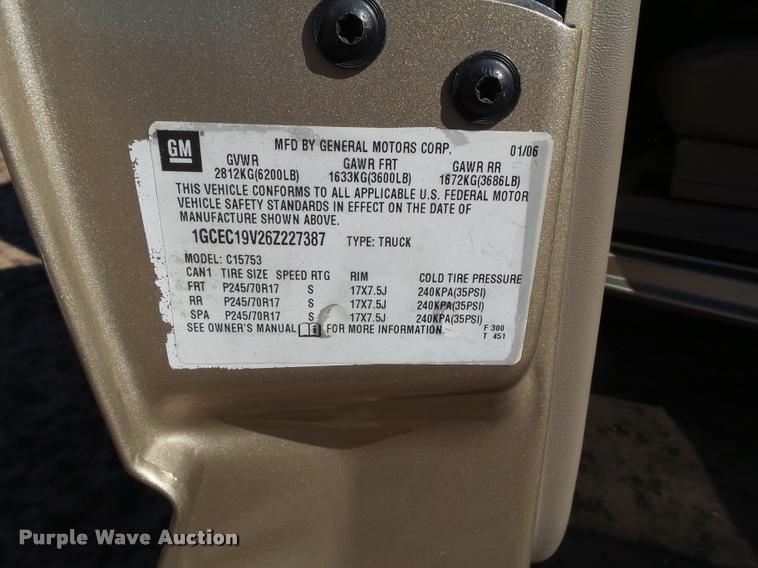 GM
MFD BY GENERAL MOTORS CORP. 01/06
GVWR GAWR FRT GAWR RR
2812KG(6200LB) 1633KG(3600LB) 1672KG(3686LB)
THIS VEHICLE CONFORMS TO ALL APPLICABLE U.S. FEDERAL MOTOR
VEHICLE SAFETY STANDARDS IN EFFECT ON THE DATE OF
MANUFACTURE SHOWN ABOVE.
1GCEC19V26Z227387 TYPE: TRUCK
MODEL: C15753
CAN1 TIRE SIZE SPEED RTG RIM COLD TIRE PRESSURE
FRT P245/70R17 S 17X7.5J 240KPA(35PSI)
RR P245/70R17 S 17X7.5J 240KPA(35PSI)
SPA P245/70R17 S 17X7.5J 240KPA(35PSI)
SEE OWNER'S MANUAL FOR MORE INFORMATION.
F 300
T 451
Purple Wave Auction